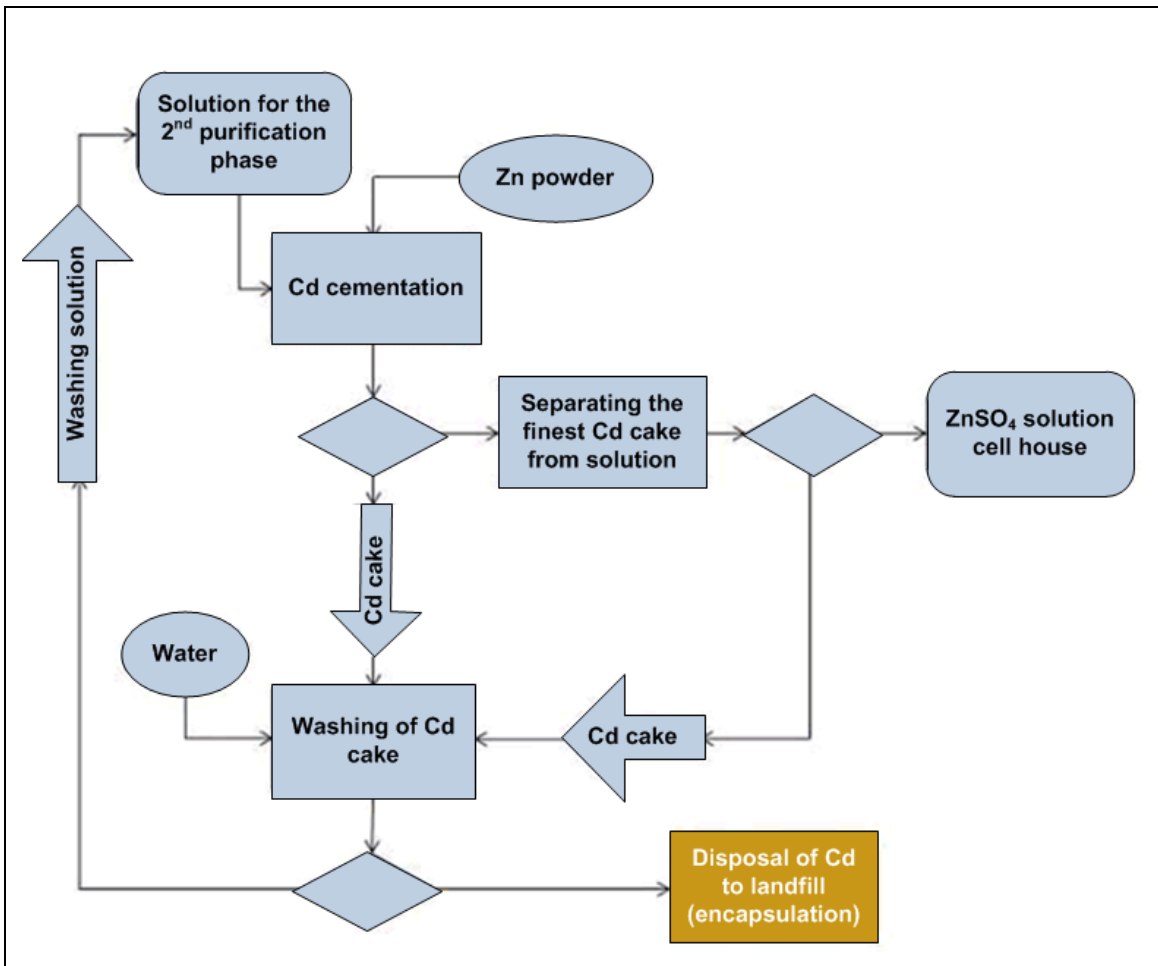 Solution for the
2nd purification
phase
Zn powder
Washing solution
Cd cementation
Separating the
finest Cd cake
from solution
ZnSO₄ solution
cell house
Cd cake
Water
Washing of Cd
cake
Cd cake
Disposal of Cd
to landfill
(encapsulation)